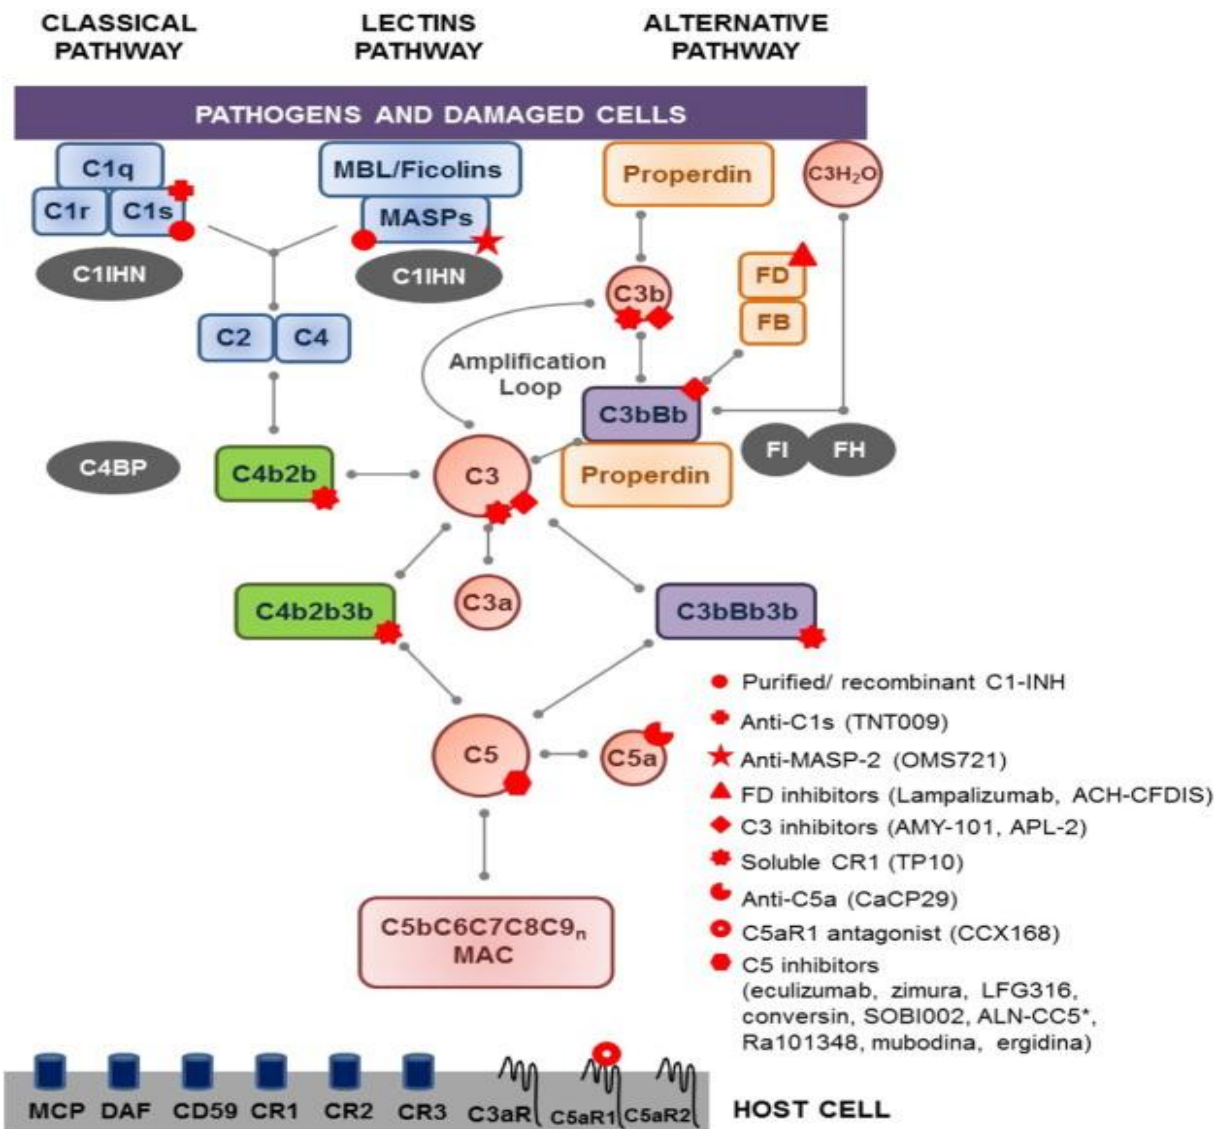 CLASSICAL
PATHWAY
LECTINS
PATHWAY
ALTERNATIVE
PATHWAY
PATHOGENS AND DAMAGED CELLS
C1q
C1r
C1s
C1IHN
MBL/Ficolins
MASPs
C1IHN
Properdin
C3H₂O
C3b
FD
FB
C2
C4
Amplification
Loop
C3bBb
Properdin
FI
FH
C4BP
C4b2b
C3
C4b2b3b
C3a
C3bBb3b
C5
C5a
C5bC6C7C8C9ₙ
MAC
Purified/ recombinant C1-INH
Anti-C1s (TNT009)
Anti-MASP-2 (OMS721)
FD inhibitors (Lampalizumab, ACH-CFDIS)
C3 inhibitors (AMY-101, APL-2)
Soluble CR1 (TP10)
Anti-C5a (CaCP29)
C5aR1 antagonist (CCX168)
C5 inhibitors
(eculizumab, zimura, LFG316,
conversin, SOBI002, ALN-CC5*,
Ra101348, mubodina, ergidina)
MCP
DAF
CD59
CR1
CR2
CR3
C3aR
C5aR1
C5aR2
HOST CELL